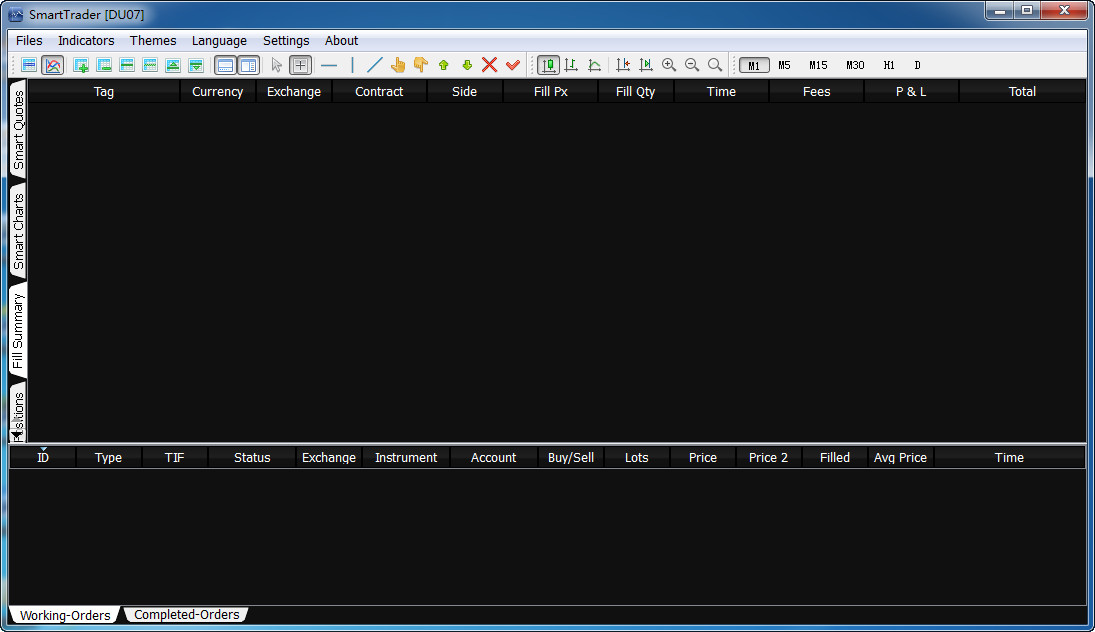 SmartTrader [DU07]
Files Indicators Themes Language Settings About
M1 M5 M15 M30 H1 D
Smart Quotes
Smart Charts
Fill Summary
Tag Currency Exchange Contract Side Fill Px Fill Qty Time Fees P & L Total
ID Type TIF Status Exchange Instrument Account Buy/Sell Lots Price Price 2 Filled Avg Price Time
Working-Orders Completed-Orders